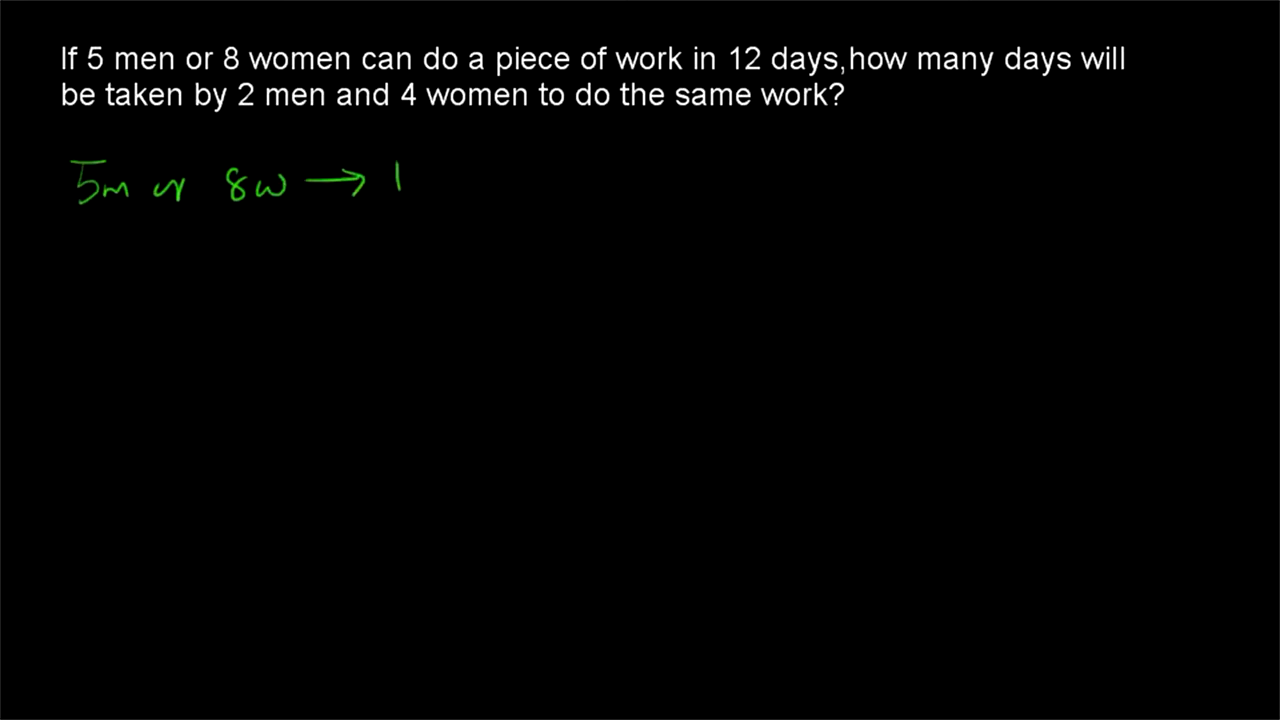 If 5 men or 8 women can do a piece of work in 12 days,how many days will
be taken by 2 men and 4 women to do the same work?
5m or 8w → 1